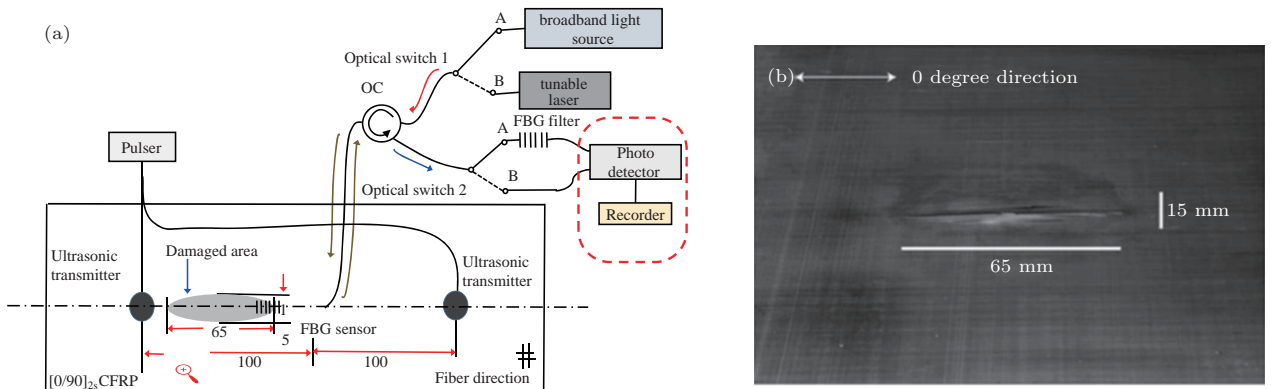 (a)
A
broadband light
source
Optical switch 1
B
tunable
laser
OC
A
FBG filter
Pulser
Photo
detector
Optical switch 2
B
Recorder
Ultrasonic
transmitter
Damaged area
Ultrasonic
transmitter
1
65
5
FBG sensor
100
100
[0/90]2sCFRP
Fiber direction
(b)
0 degree direction
15 mm
65 mm